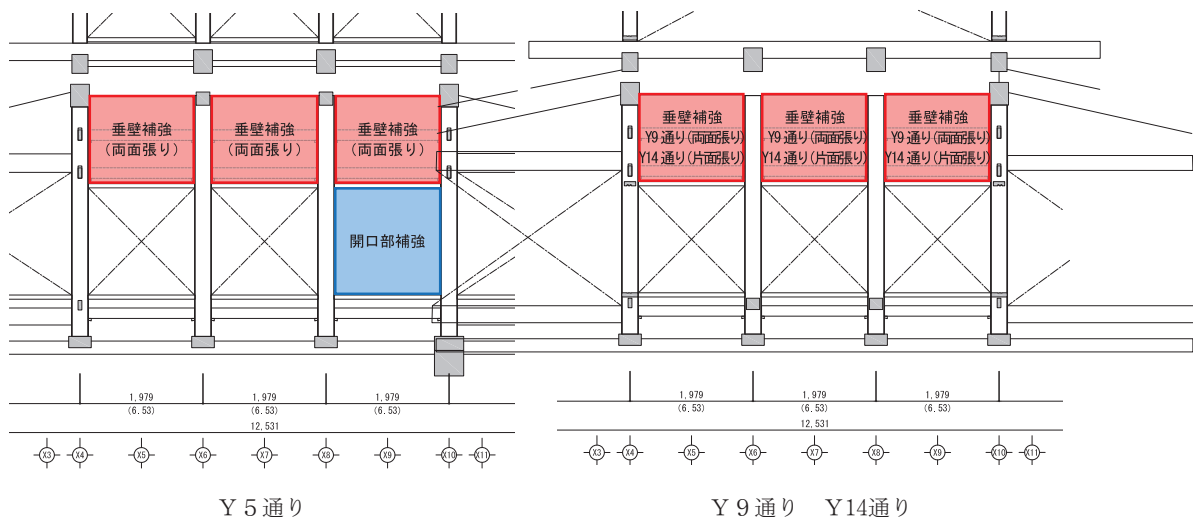 垂壁補強
(両面張り)
垂壁補強
(両面張り)
垂壁補強
(両面張り)
開口部補強
1,979
(6.53)
1,979
(6.53)
1,979
(6.53)
12,531
X3
X4
X5
X6
X7
X8
X9
X10
X11
Y5通り
垂壁補強
Y9通り(両面張り)
Y14通り(片面張り)
垂壁補強
Y9通り(両面張り)
Y14通り(片面張り)
垂壁補強
Y9通り(両面張り)
Y14通り(片面張り)
1,979
(6.53)
1,979
(6.53)
1,979
(6.53)
12,531
X3
X4
X5
X6
X7
X8
X9
X10
X11
Y9通り Y14通り